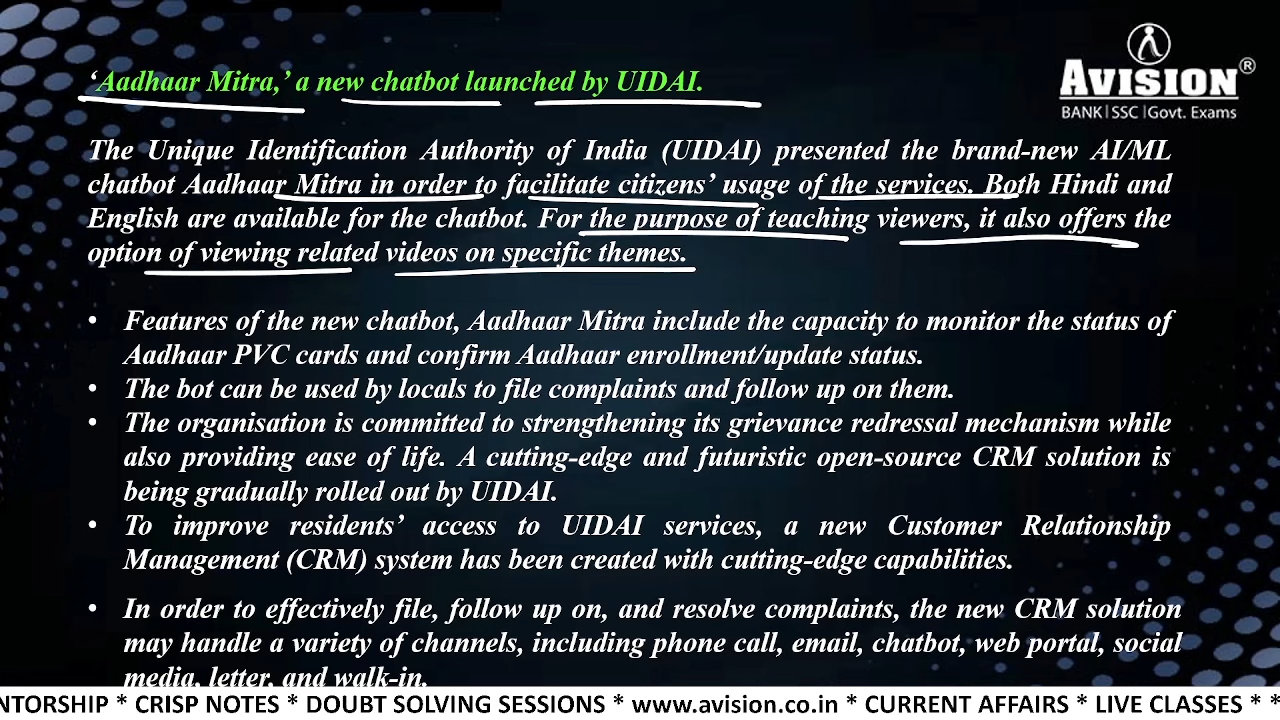 ‘Aadhaar Mitra,’ a new chatbot launched by UIDAI.
AVISION®
BANK|SSC|Govt. Exams
The Unique Identification Authority of India (UIDAI) presented the brand-new AI/ML
chatbot Aadhaar Mitra in order to facilitate citizens’ usage of the services. Both Hindi and
English are available for the chatbot. For the purpose of teaching viewers, it also offers the
option of viewing related videos on specific themes.
• Features of the new chatbot, Aadhaar Mitra include the capacity to monitor the status of
Aadhaar PVC cards and confirm Aadhaar enrollment/update status.
• The bot can be used by locals to file complaints and follow up on them.
• The organisation is committed to strengthening its grievance redressal mechanism while
also providing ease of life. A cutting-edge and futuristic open-source CRM solution is
being gradually rolled out by UIDAI.
• To improve residents’ access to UIDAI services, a new Customer Relationship
Management (CRM) system has been created with cutting-edge capabilities.
• In order to effectively file, follow up on, and resolve complaints, the new CRM solution
may handle a variety of channels, including phone call, email, chatbot, web portal, social
media, letter, and walk-in.
NTORSHIP * CRISP NOTES * DOUBT SOLVING SESSIONS * www.avision.co.in * CURRENT AFFAIRS * LIVE CLASSES * *